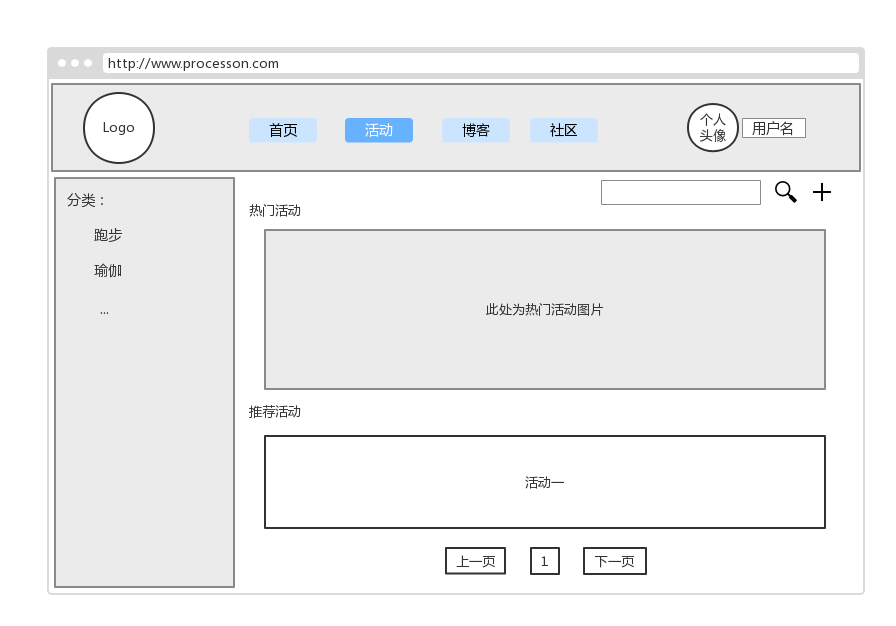 http://www.processon.com
Logo
首页
活动
博客
社区
个人
头像
用户名
分类：
跑步
瑜伽
...
热门活动
此处为热门活动图片
推荐活动
活动一
上一页
1
下一页